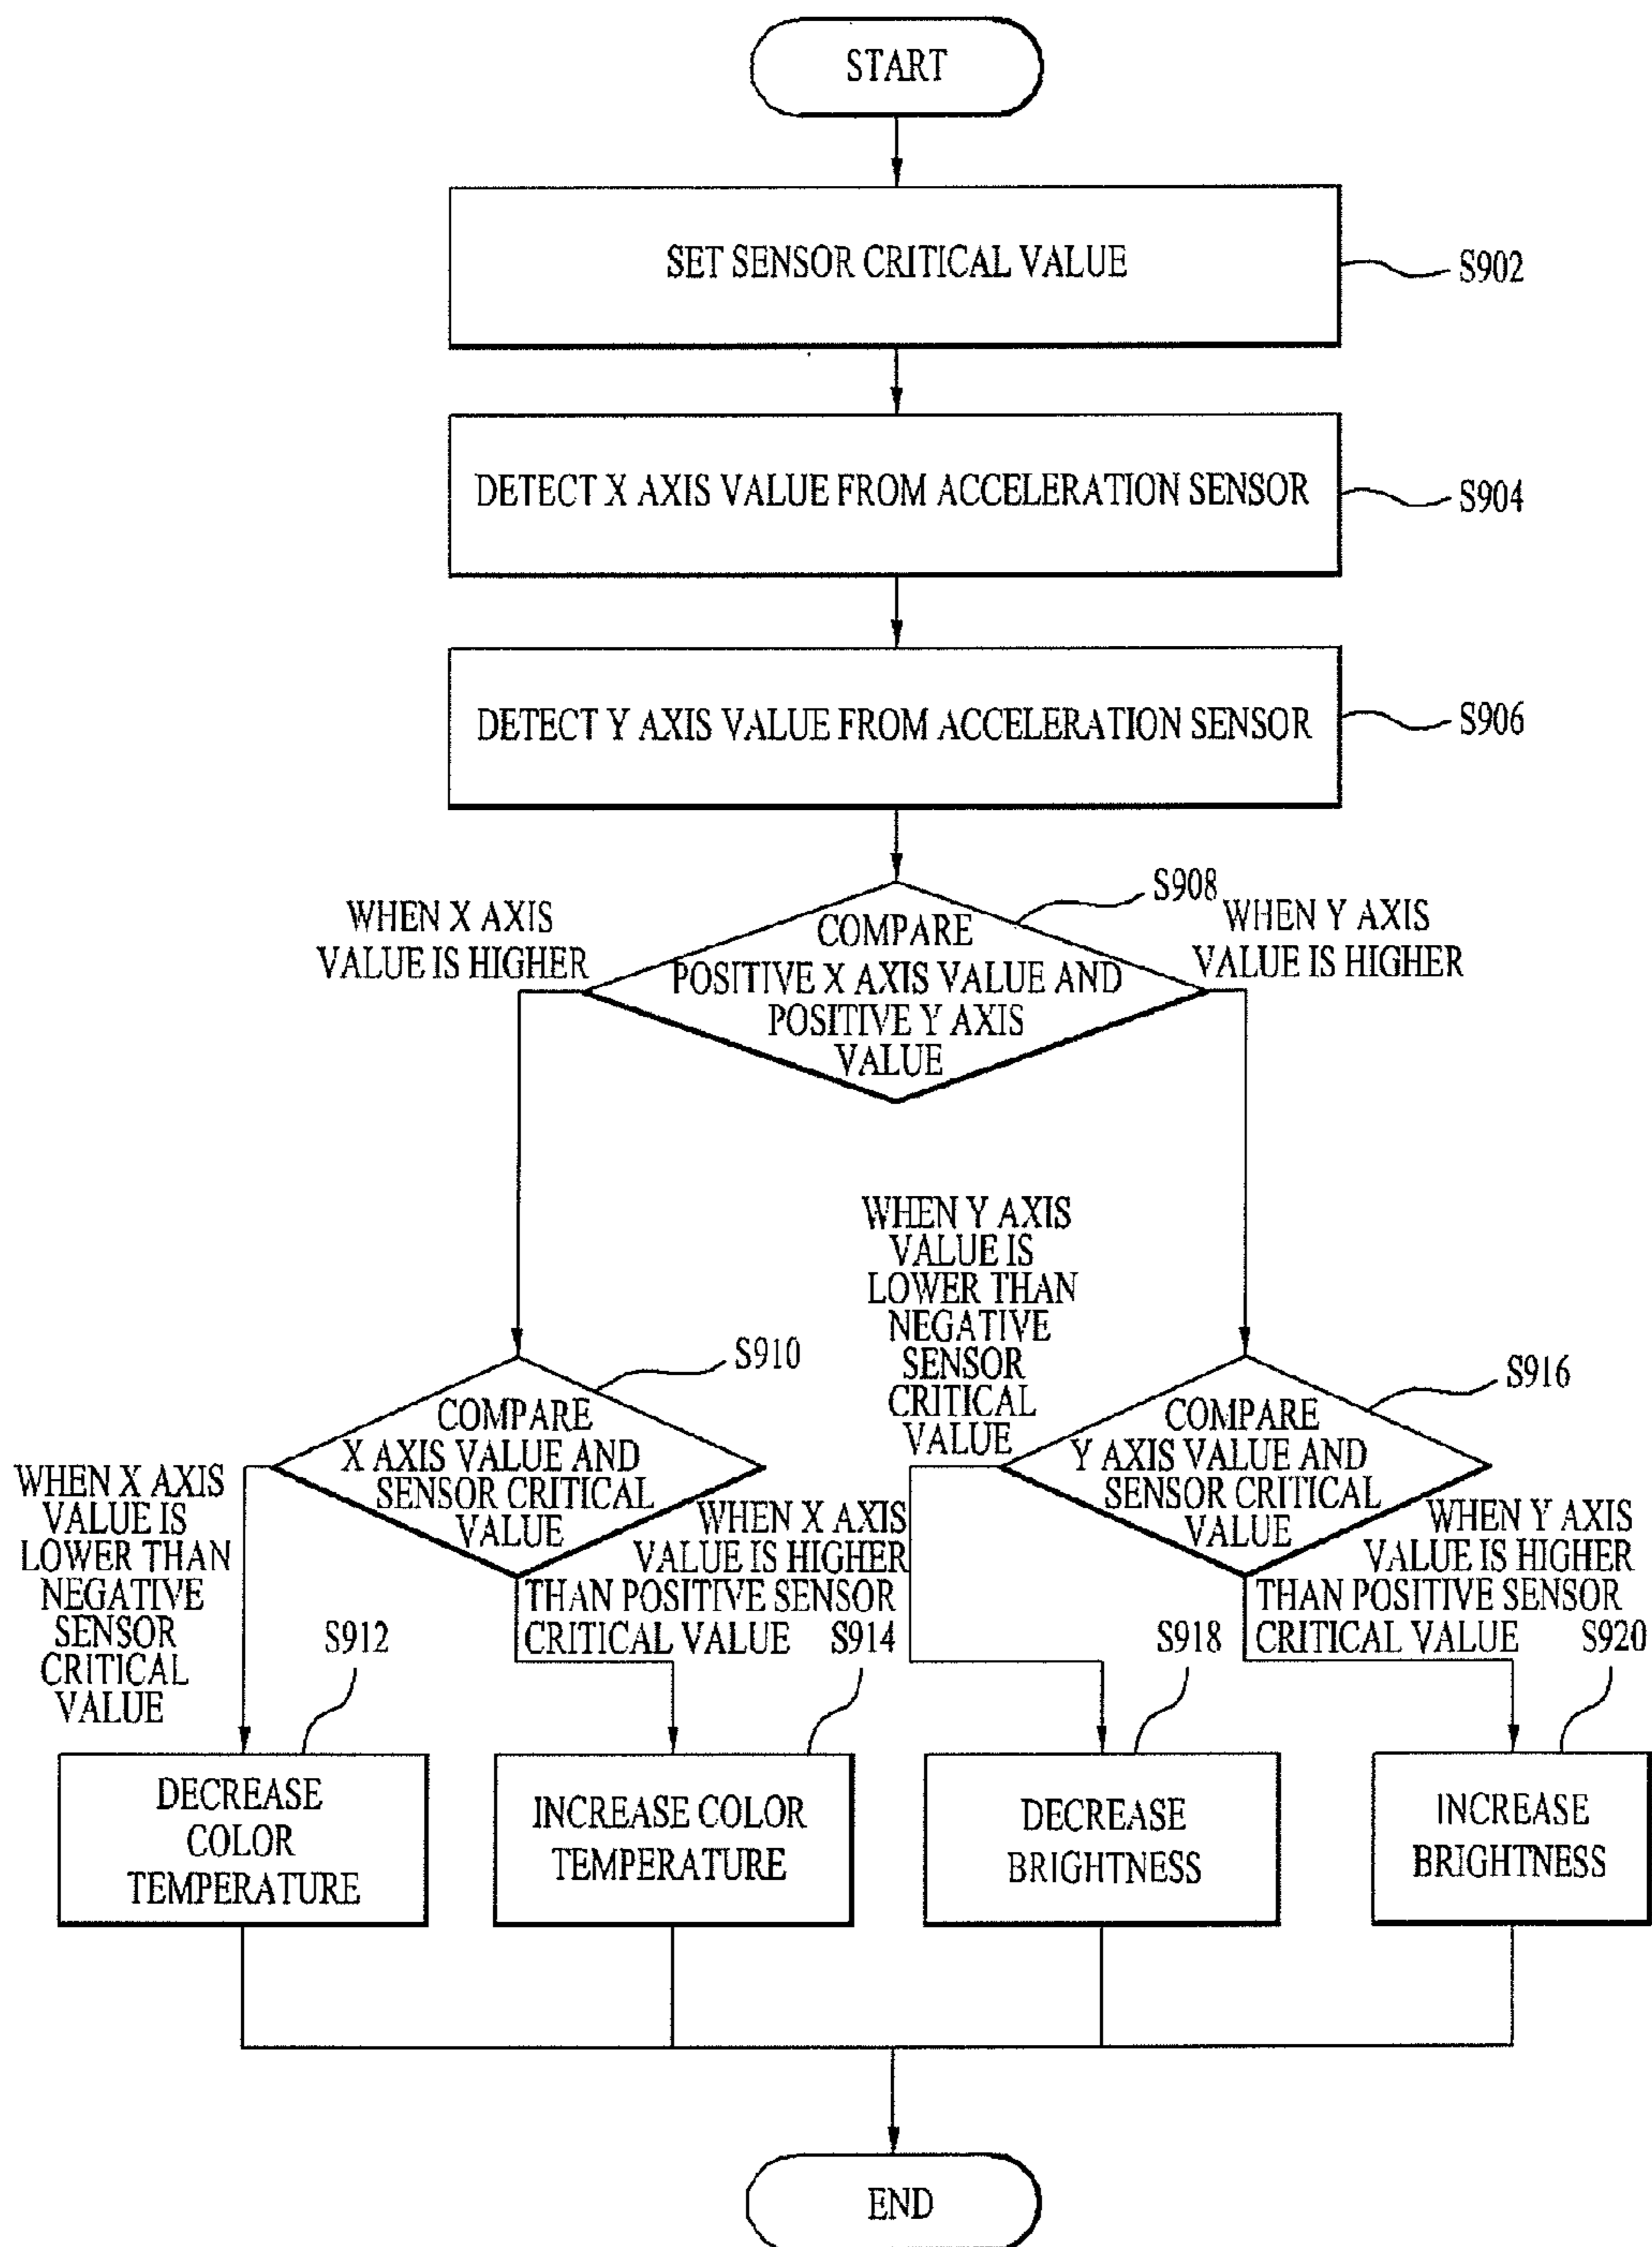 START
SET SENSOR CRITICAL VALUE
S902
DETECT X AXIS VALUE FROM ACCELERATION SENSOR
S904
DETECT Y AXIS VALUE FROM ACCELERATION SENSOR
S906
S908
WHEN X AXIS
VALUE IS HIGHER
COMPARE
POSITIVE X AXIS VALUE AND
POSITIVE Y AXIS
VALUE
WHEN Y AXIS
VALUE IS HIGHER
S910
COMPARE
X AXIS VALUE AND
SENSOR CRITICAL
VALUE
WHEN Y AXIS
VALUE IS
LOWER THAN
NEGATIVE
SENSOR
CRITICAL
VALUE
S916
COMPARE
Y AXIS VALUE AND
SENSOR CRITICAL
VALUE
WHEN X AXIS
VALUE IS
LOWER THAN
NEGATIVE
SENSOR
CRITICAL
VALUE
WHEN X AXIS
VALUE IS HIGHER
THAN POSITIVE SENSOR
CRITICAL VALUE
WHEN Y AXIS
VALUE IS HIGHER
THAN POSITIVE SENSOR
CRITICAL VALUE
S912
S914
S918
S920
DECREASE
COLOR
TEMPERATURE
INCREASE COLOR
TEMPERATURE
DECREASE
BRIGHTNESS
INCREASE
BRIGHTNESS
END